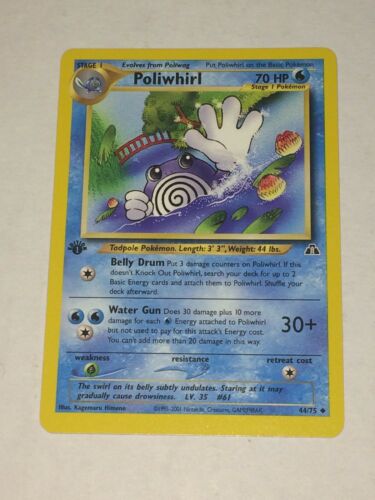 STAGE 1 Evolves from Poliwag Put Poliwhirl on the Basic Pokémon
Poliwhirl 70 HP
Stage 1 Pokémon
Tadpole Pokémon. Length: 3' 3", Weight: 44 lbs.
Belly Drum Put 3 damage counters on Poliwhirl. If this
doesn't Knock Out Poliwhirl, search your deck for up to 2
Basic Energy cards and attach them to Poliwhirl. Shuffle your
deck afterward.
Water Gun Does 30 damage plus 10 more
damage for each Energy attached to Poliwhirl
but not used to pay for this attack's Energy cost.
You can't add more than 20 damage in this way.
30+
weakness resistance retreat cost
The swirl on its belly subtly undulates. Staring at it may
gradually cause drowsiness. LV. 35 #61
Illus. Kagemaru Himeno ©1995-2001 Nintendo, Creatures, GAMEFREAK. 44/75